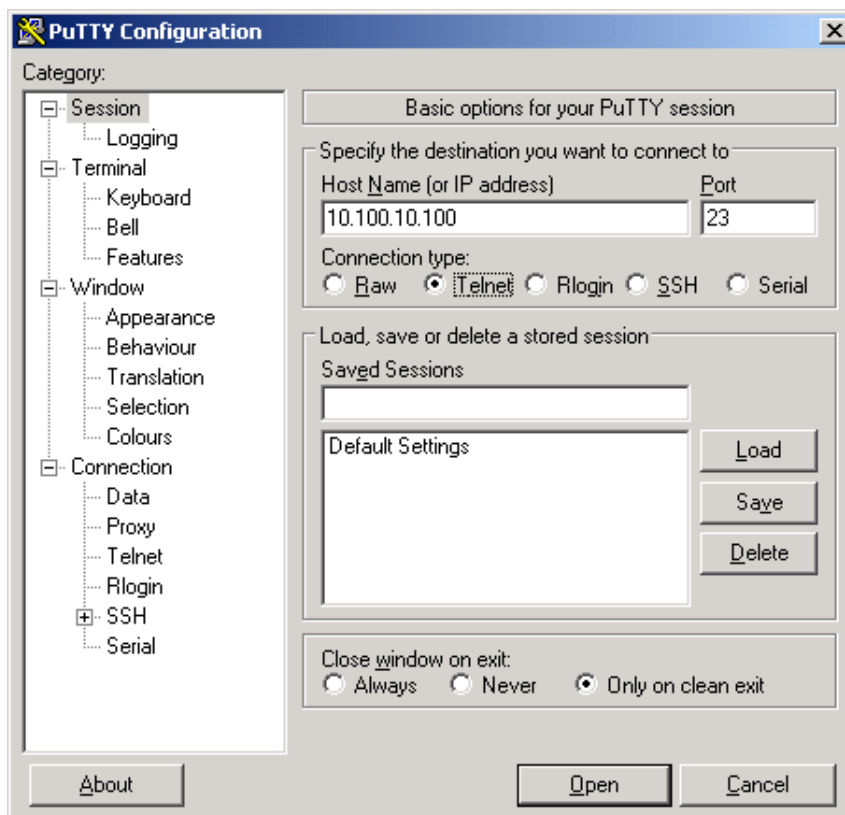 PuTTY Configuration
Category:
Session
Logging
Terminal
Keyboard
Bell
Features
Window
Appearance
Behaviour
Translation
Selection
Colours
Connection
Data
Proxy
Telnet
Rlogin
SSH
Serial
Basic options for your PuTTY session
Specify the destination you want to connect to
Host Name (or IP address) Port
10.100.10.100 23
Connection type:
Raw Telnet Rlogin SSH Serial
Load, save or delete a stored session
Saved Sessions
Default Settings
Load
Save
Delete
Close window on exit:
Always Never Only on clean exit
About Open Cancel